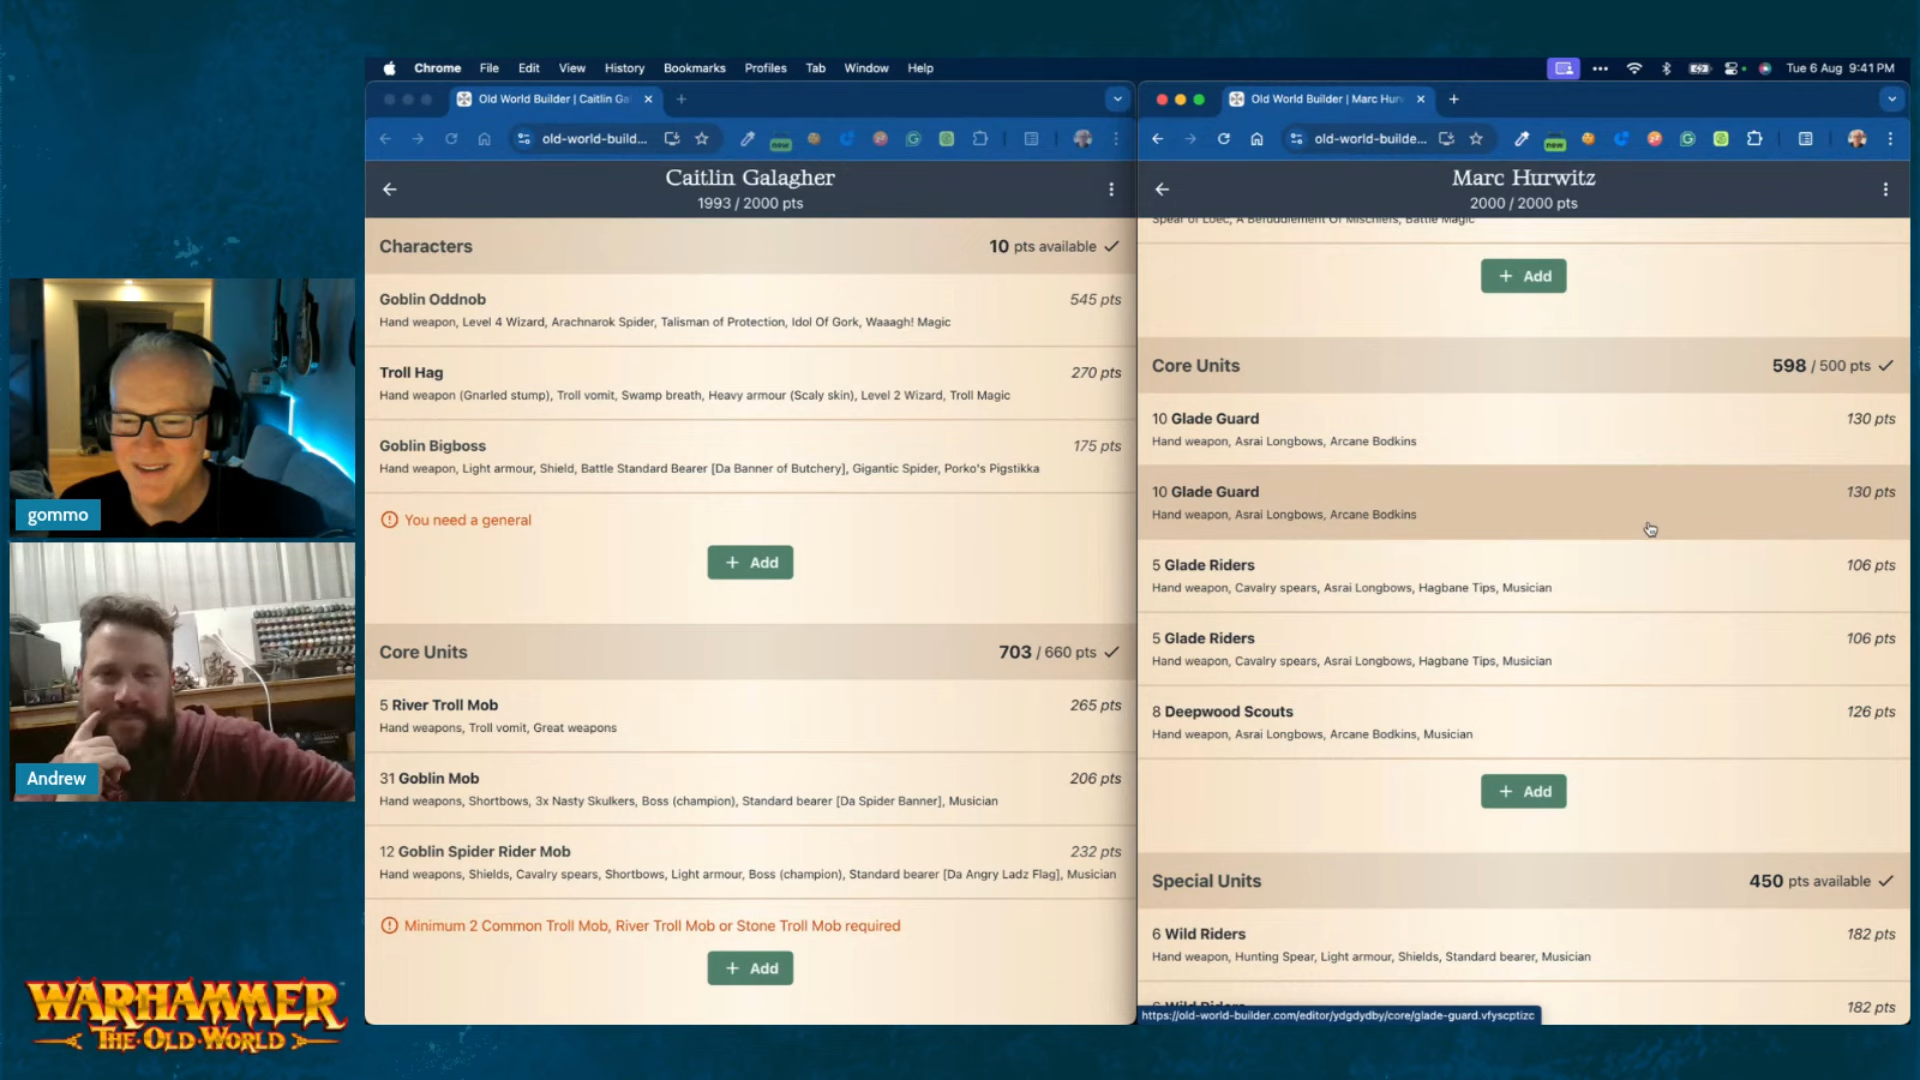 Chrome File Edit View History Bookmarks Profiles Tab Window Help
Tue 6 Aug 9:41 PM
Old World Builder | Caitlin Ga
old-world-build...
new
Caitlin Galagher
1993 / 2000 pts
Characters
10 pts available
Goblin Oddnob
545 pts
Hand weapon, Level 4 Wizard, Arachnarok Spider, Talisman of Protection, Idol Of Gork, Waaagh! Magic
Troll Hag
270 pts
Hand weapon (Gnarled stump), Troll vomit, Swamp breath, Heavy armour (Scaly skin), Level 2 Wizard, Troll Magic
Goblin Bigboss
175 pts
Hand weapon, Light armour, Shield, Battle Standard Bearer [Da Banner of Butchery], Gigantic Spider, Porko's Pigstikka
You need a general
+ Add
Core Units
703 / 660 pts
5 River Troll Mob
265 pts
Hand weapons, Troll vomit, Great weapons
31 Goblin Mob
206 pts
Hand weapons, Shortbows, 3x Nasty Skulkers, Boss (champion), Standard bearer [Da Spider Banner], Musician
12 Goblin Spider Rider Mob
232 pts
Hand weapons, Shields, Cavalry spears, Shortbows, Light armour, Boss (champion), Standard bearer [Da Angry Ladz Flag], Musician
Minimum 2 Common Troll Mob, River Troll Mob or Stone Troll Mob required
+ Add
Old World Builder | Marc Hur
old-world-builde...
new
Marc Hurwitz
2000 / 2000 pts
Spear of Loec, A Befuddlement Of Mischiefs, Battle Magic
+ Add
Core Units
598 / 500 pts
10 Glade Guard
130 pts
Hand weapon, Asrai Longbows, Arcane Bodkins
10 Glade Guard
130 pts
Hand weapon, Asrai Longbows, Arcane Bodkins
5 Glade Riders
106 pts
Hand weapon, Cavalry spears, Asrai Longbows, Hagbane Tips, Musician
5 Glade Riders
106 pts
Hand weapon, Cavalry spears, Asrai Longbows, Hagbane Tips, Musician
8 Deepwood Scouts
126 pts
Hand weapon, Asrai Longbows, Arcane Bodkins, Musician
+ Add
Special Units
450 pts available
6 Wild Riders
182 pts
Hand weapon, Hunting Spear, Light armour, Shields, Standard bearer, Musician
6 Wild Riders
182 pts
https://old-world-builder.com/editor/ydgdydby/core/glade-guard.vfyscptizc
gommo
Andrew
WARHAMMER
THE OLD WORLD